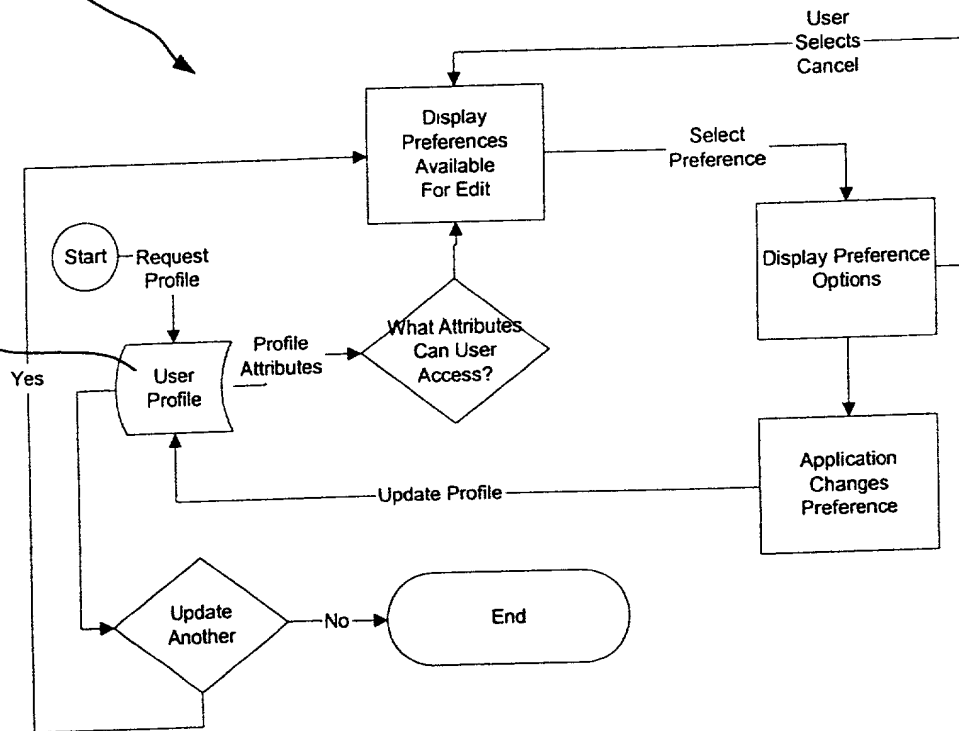 User
Selects
Cancel
Display
Preferences
Available
For Edit
Select
Preference
Start
Request
Profile
Display Preference
Options
What Attributes
Can User
Access?
Profile
Attributes
User
Profile
Yes
Application
Changes
Preference
Update Profile
Update
Another
No
End